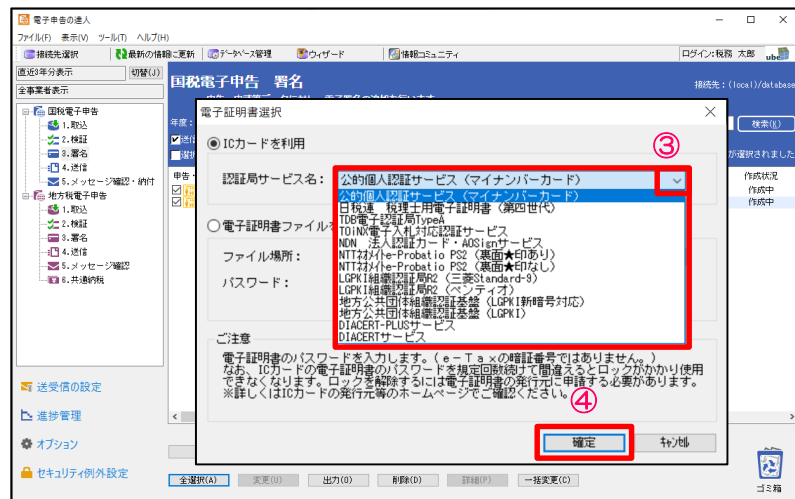 電子申告の達人
ファイル(F) 表示(V) ツール(T) ヘルプ(H)
接続先選択 最新の情報に更新 データベース管理 ウィザード 情報コミュニティ ログイン:税務 太郎
直近3年分表示 切替(J)
全事業者表示
国税電子申告 署名
接続先:(local)/database
国税電子申告
1.取込
2.検証
3.署名
4.送信
5.メッセージ確認・納付
地方税電子申告
1.取込
2.検証
3.署名
4.送信
5.メッセージ確認
6.共通納税
年度:
検索(K)
が選択されました
作成状況
作成中
作成中
電子証明書選択
ICカードを利用
③
認証局サービス名: 公的個人認証サービス(マイナンバーカード)
公的個人認証サービス(マイナンバーカード)
日税連 税理士用電子証明書(第四世代)
TDB電子認証局TypeA
TOiNX電子入札対応認証サービス
NDN 法人認証カード・AOSignサービス
NTTネオメイトe-Probatio PS2(裏面★印あり)
NTTネオメイトe-Probatio PS2(裏面★印なし)
LGPKI組織認証局R2(三菱Standard-9)
LGPKI組織認証局R2(ペンティオ)
地方公共団体組織認証基盤(LGPKI新暗号対応)
地方公共団体組織認証基盤(LGPKI)
DIACERT-PLUSサービス
DIACERTサービス
電子証明書ファイルを
ファイル場所:
パスワード:
ご注意
電子証明書のパスワードを入力します。(e-Taxの暗証番号ではありません。)
なお、ICカードの電子証明書のパスワードを規定回数続けて間違えるとロックがかかり使用
できなくなります。ロックを解除するには電子証明書の発行元に申請する必要があります。
※詳しくはICカードの発行元等のホームページでご確認ください。
④
確定 キャンセル
送受信の設定
進捗管理
オプション
セキュリティ例外設定
全選択(A) 変更(U) 出力(O) 削除(D) 詳細(P) 一括変更(C)
ゴミ箱